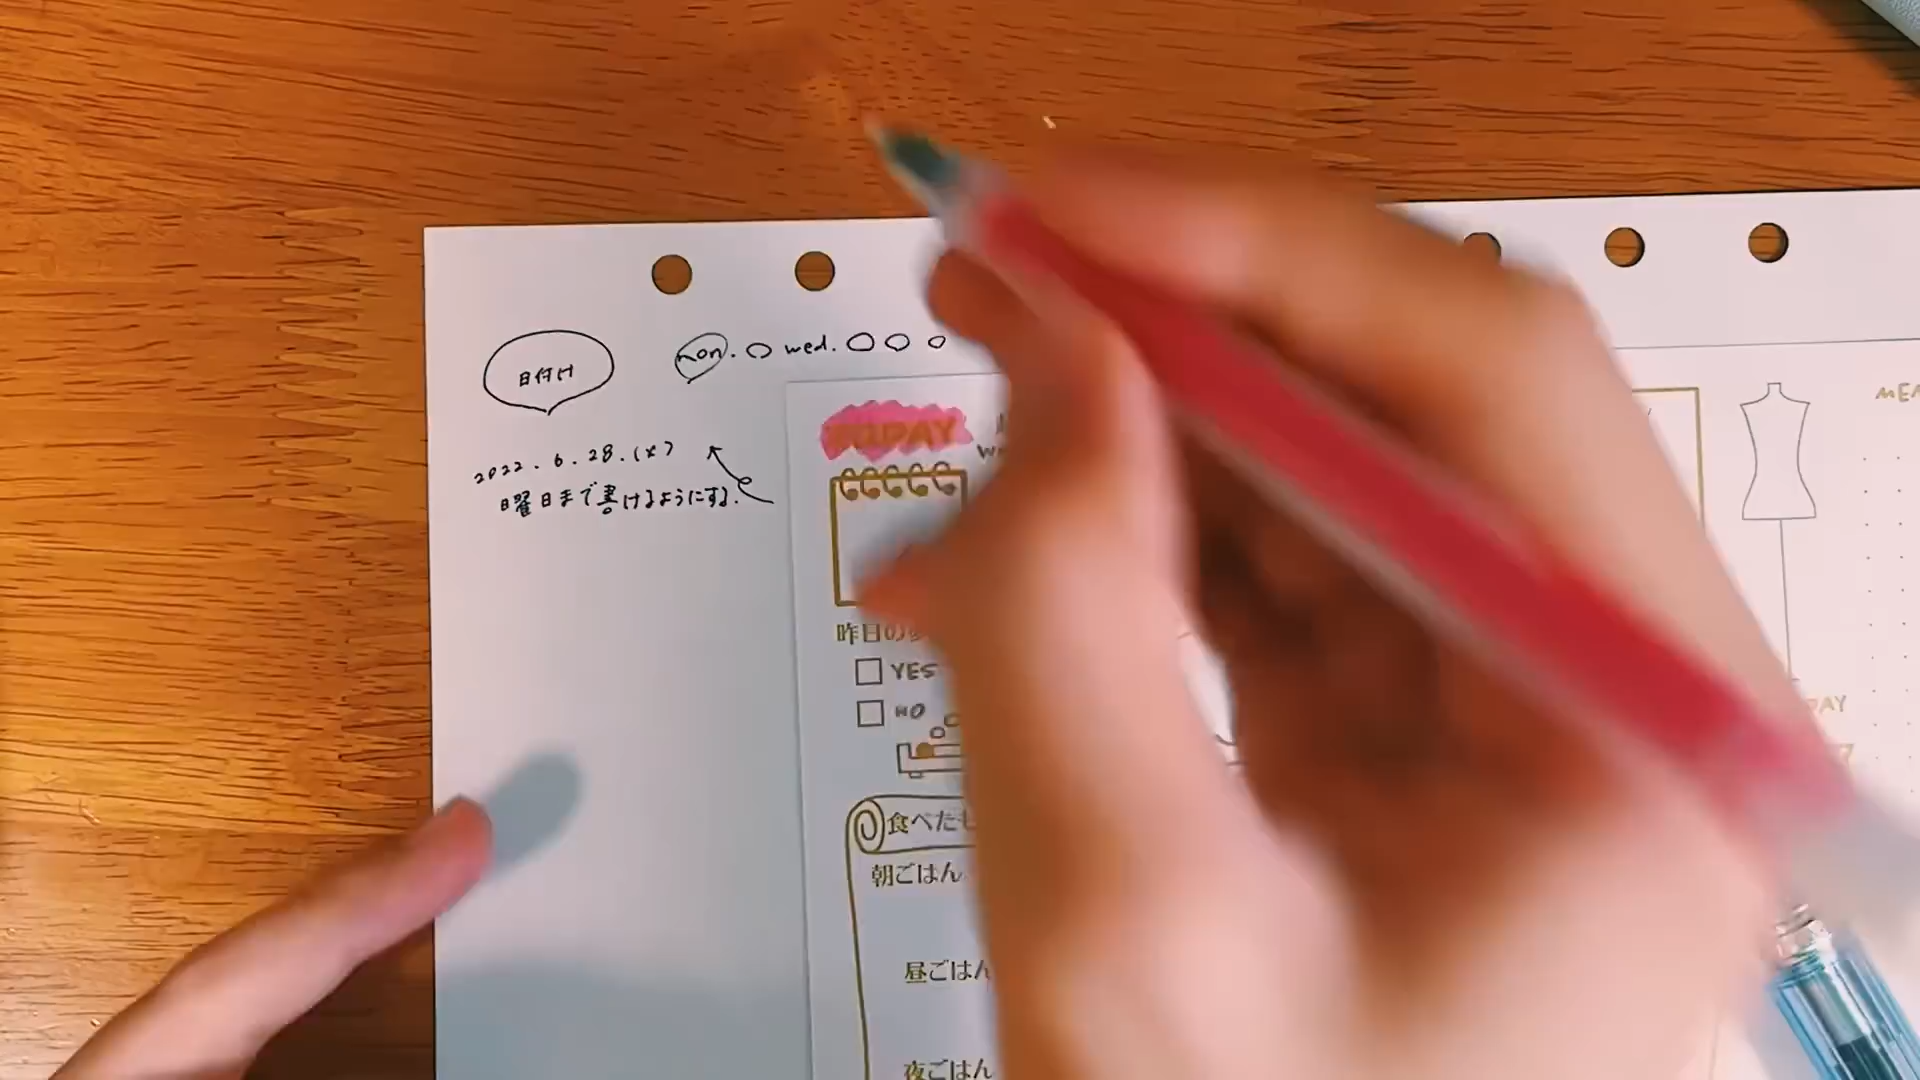 日付け
mon. ○ wed. ○ ○ ○
2022.6.28.(火)
曜日まで書けるようにする.
昨日の
YES
NO
食べたも
朝ごはん
昼ごはん
夜ごはん